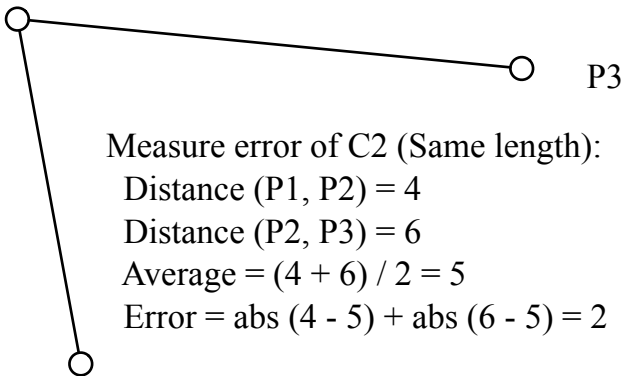 P3
Measure error of C2 (Same length):
Distance (P1, P2) = 4
Distance (P2, P3) = 6
Average = (4 + 6) / 2 = 5
Error = abs (4 - 5) + abs (6 - 5) = 2